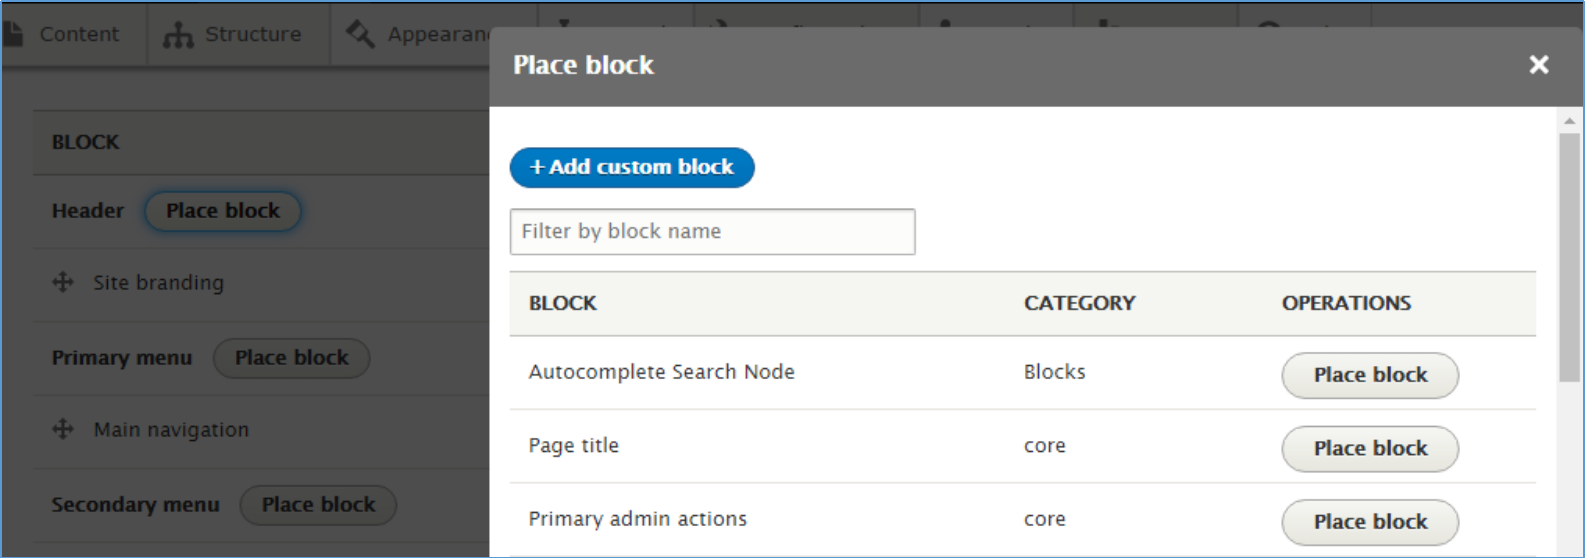 Content Structure Appearan
Place block
BLOCK
+ Add custom block
Header Place block
Filter by block name
Site branding
BLOCK CATEGORY OPERATIONS
Primary menu Place block
Autocomplete Search Node Blocks Place block
Main navigation
Page title core Place block
Secondary menu Place block
Primary admin actions core Place block